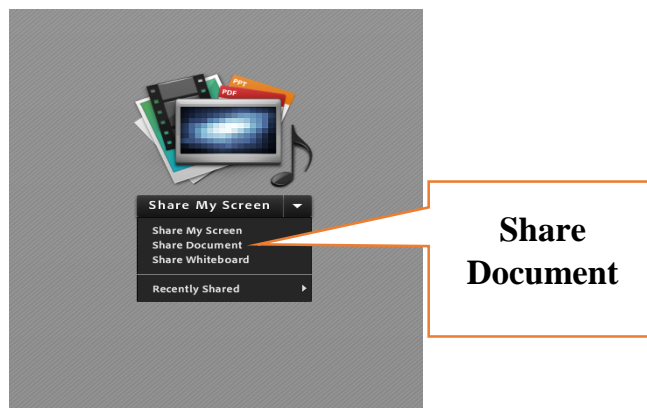 PPT
PDF
Share My Screen
Share My Screen
Share Document
Share Whiteboard
Recently Shared
Share
Document